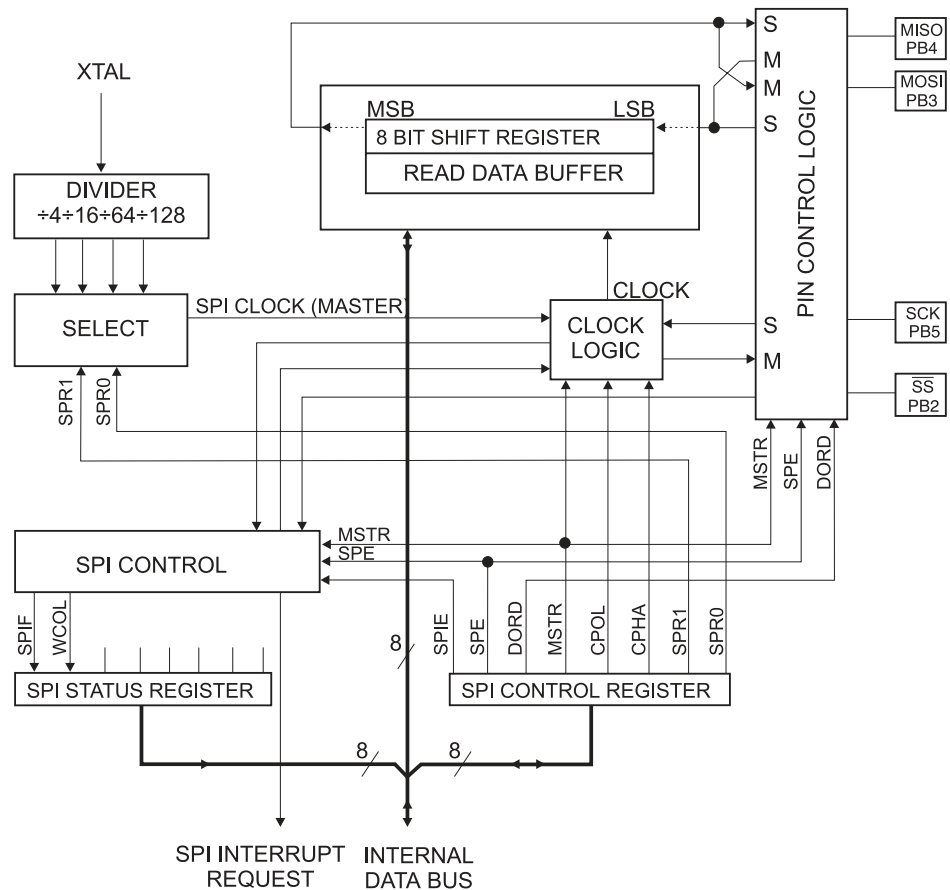 XTAL
DIVIDER
÷4÷16÷64÷128
SELECT
SPI CLOCK (MASTER)
SPR1
SPR0
MSB
LSB
8 BIT SHIFT REGISTER
READ DATA BUFFER
CLOCK
CLOCK
LOGIC
S
M
M
S
S
M
PIN CONTROL LOGIC
MISO
PB4
MOSI
PB3
SCK
PB5
SS
PB2
MSTR
SPE
DORD
SPI CONTROL
MSTR
SPE
SPIF
WCOL
SPI STATUS REGISTER
8
SPIE
SPE
DORD
MSTR
CPOL
CPHA
SPR1
SPR0
SPI CONTROL REGISTER
8
8
SPI INTERRUPT
REQUEST
INTERNAL
DATA BUS